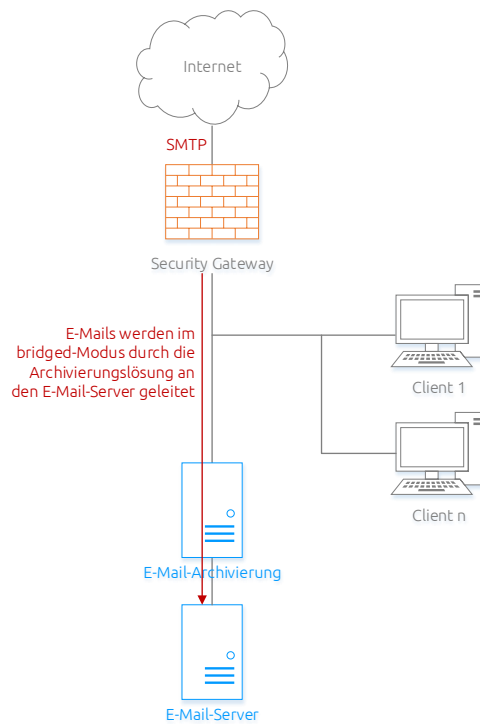 Internet
SMTP
Security Gateway
E-Mails werden im
bridged-Modus durch die
Archivierungslösung an
den E-Mail-Server geleitet
Client 1
Client n
E-Mail-Archivierung
E-Mail-Server